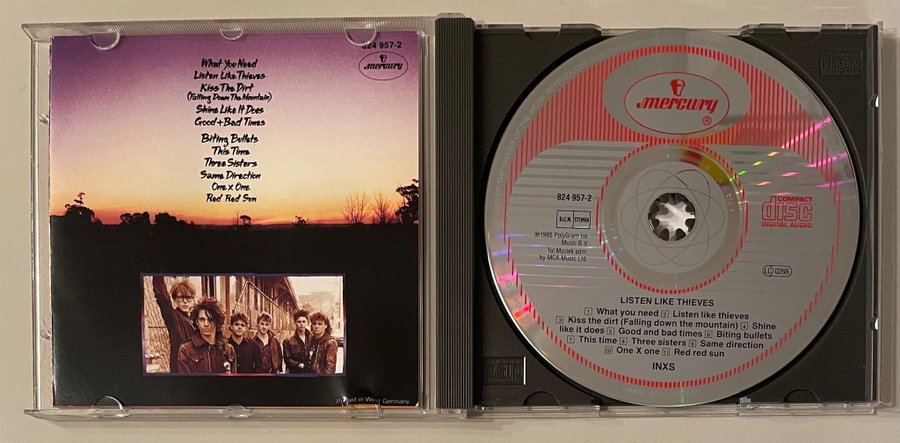 824 957-2
mercury
What You Need
Listen Like Thieves
Kiss The Dirt
(Falling Down The Mountain)
Shine Like It Does
Good + Bad Times
Biting Bullets
This Time
Three Sisters
Same Direction
One x One
Red Red Sun
Printed in West Germany
mercury
®
824 957-2
B.I.E.M. STEMRA
℗1985 PolyGram Int.
Music B.V.
Tol Muziek adm.
by MCA Music Ltd.
COMPACT
disc
DIGITAL AUDIO
LC 0268
LISTEN LIKE THIEVES
1 What you need 2 Listen like thieves
3 Kiss the dirt (Falling down the mountain) 4 Shine
like it does 5 Good and bad times 6 Biting bullets
7 This time 8 Three sisters 9 Same direction
10 One X one 11 Red red sun
INXS